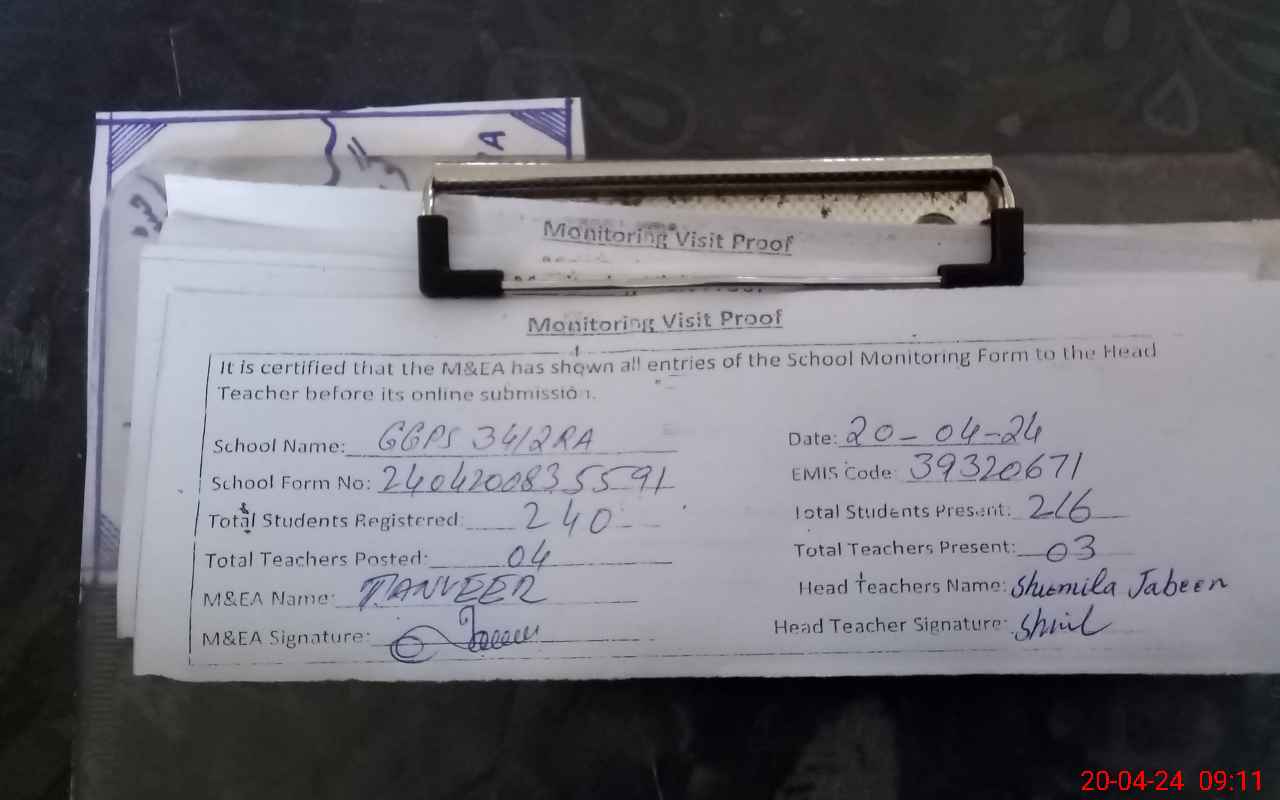 A
Monitoring Visit Proof
Monitoring Visit Proof
It is certified that the M&EA has shown all entries of the School Monitoring Form to the Head
Teacher before its online submission.
School Name: GGPS 34/2RA Date: 20-04-24
School Form No: 2404200835591 EMIS Code: 39320671
Total Students Registered: 240 Total Students Present: 216
Total Teachers Posted: 04 Total Teachers Present: 03
M&EA Name: TANVEER Head Teachers Name: Shumila Jabeen
M&EA Signature: Head Teacher Signature:
20-04-24 09:11